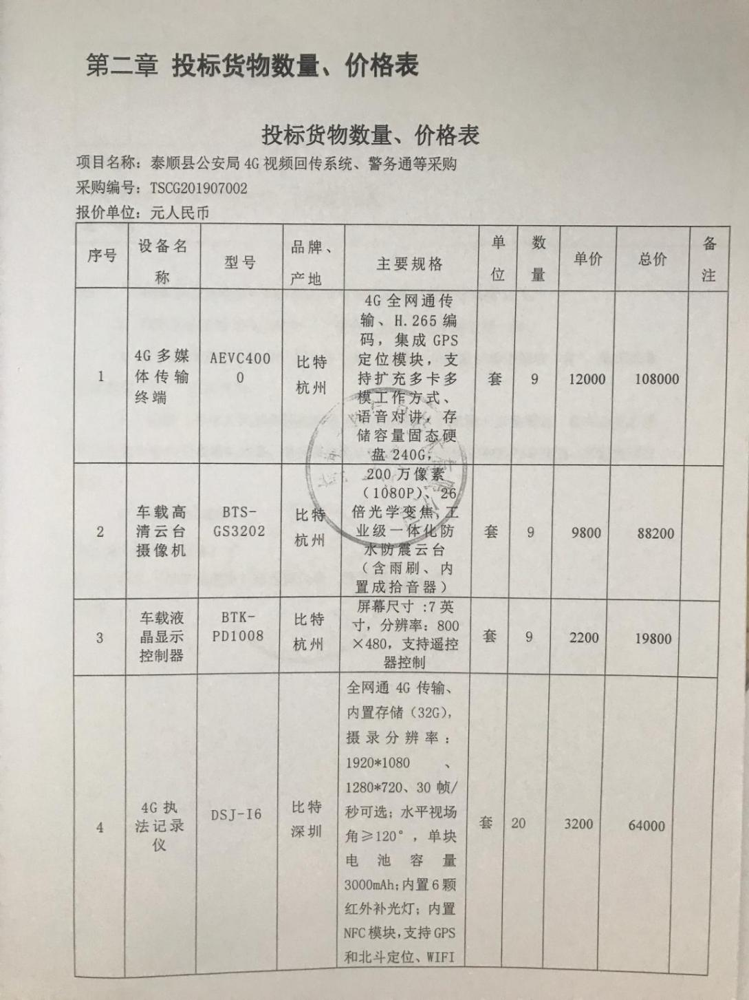 第二章 投标货物数量、价格表
投标货物数量、价格表
项目名称：泰顺县公安局 4G 视频回传系统、警务通等采购
采购编号：TSCG201907002
报价单位：元人民币
序号
设备名
称
型号
品牌、
产地
主要规格
单
位
数
量
单价
总价
备
注
1
4G 多媒
体传输
终端
AEVC400
0
比特
杭州
4G 全网通传
输、H.265 编
码，集成 GPS
定位模块，支
持扩充多卡多
模工作方式、
语音对讲、存
储容量固态硬
盘 240G；
套
9
12000
108000
2
车载高
清云台
摄像机
BTS-
GS3202
比特
杭州
200 万像素
（1080P）、26
倍光学变焦，工
业级一体化防
水防震云台
（含雨刷、内
置成拾音器）
套
9
9800
88200
3
车载液
晶显示
控制器
BTK-
PD1008
比特
杭州
屏幕尺寸 :7 英
寸，分辨率：800
×480，支持遥控
器控制
套
9
2200
19800
4
4G 执
法记录
仪
DSJ-I6
比特
深圳
全网通 4G 传输、
内置存储（32G），
摄录分辨率：
1920*1080 、
1280*720、30 帧/
秒可选；水平视场
角≥120°，单块
电池容量
3000mAh；内置 6 颗
红外补光灯；内置
NFC 模块，支持 GPS
和北斗定位、WIFI
套
20
3200
64000